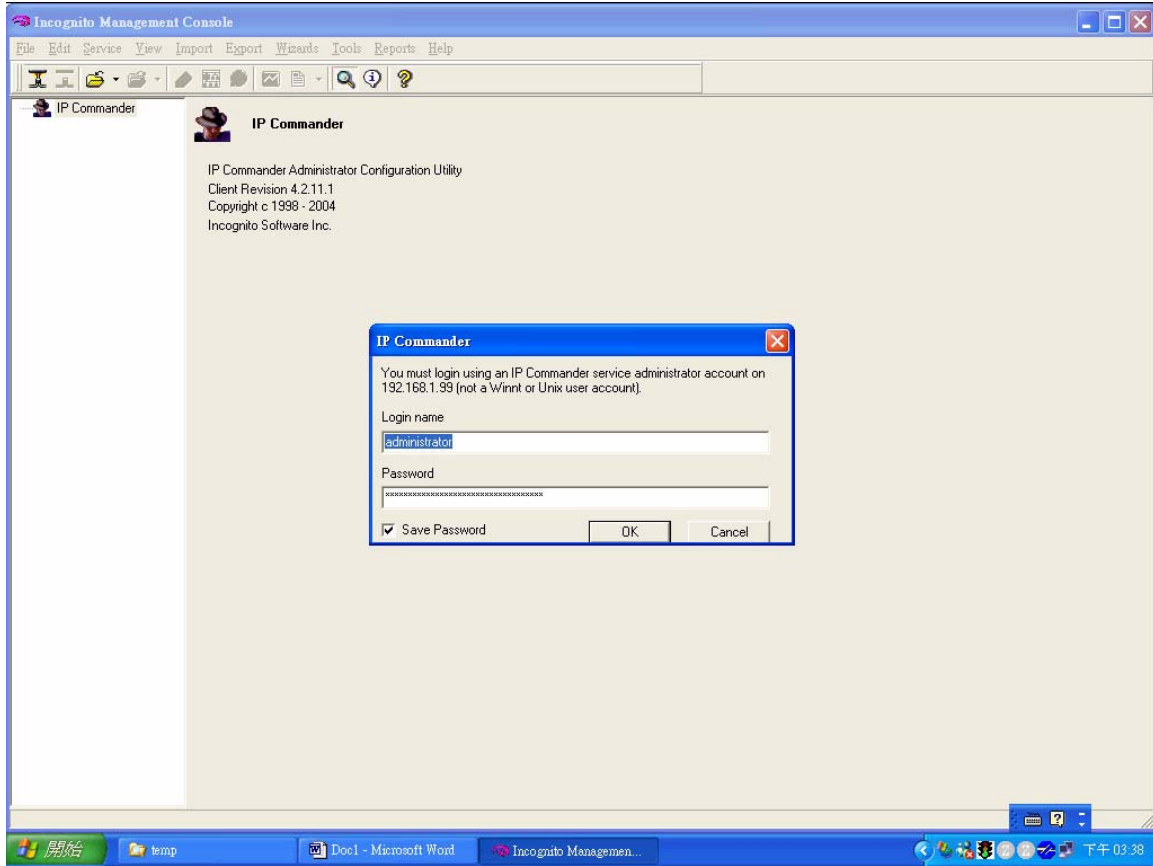 Incognito Management Console
File Edit Service View Import Export Wizards Tools Reports Help
IP Commander
IP Commander
IP Commander Administrator Configuration Utility
Client Revision 4.2.11.1
Copyright c 1998 - 2004
Incognito Software Inc.
IP Commander
You must login using an IP Commander service administrator account on
192.168.1.99 (not a Winnt or Unix user account).
Login name
administrator
Password
Save Password
OK Cancel
開始 temp Doc1 - Microsoft Word Incognito Managemen... 下午 03:38